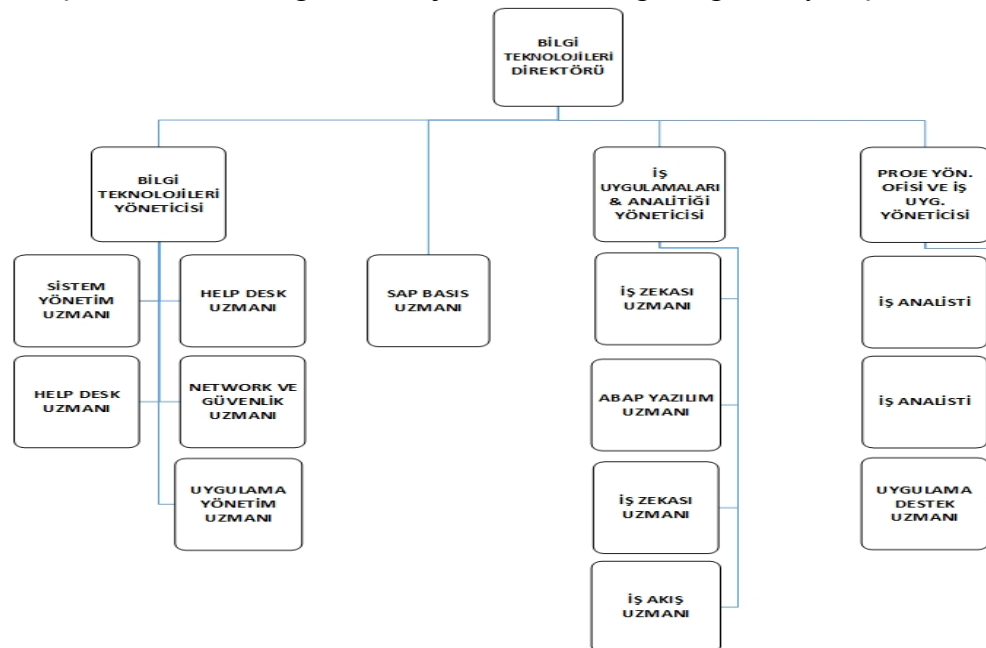 BİLGİ
TEKNOLOJİLERİ
DİREKTÖRÜ
BİLGİ
TEKNOLOJİLERİ
YÖNETİCİSİ
İŞ
UYGULAMALARI
& ANALİTİĞİ
YÖNETİCİSİ
PROJE YÖN.
OFİSİ VE İŞ
UYG.
YÖNETİCİSİ
SİSTEM
YÖNETİM
UZMANI
HELP DESK
UZMANI
SAP BASIS
UZMANI
İŞ ZEKASI
UZMANI
İŞ ANALİSTİ
HELP DESK
UZMANI
NETWORK VE
GÜVENLİK
UZMANI
ABAP YAZILIM
UZMANI
İŞ ANALİSTİ
UYGULAMA
YÖNETİM
UZMANI
İŞ ZEKASI
UZMANI
UYGULAMA
DESTEK
UZMANI
İŞ AKIŞ
UZMANI